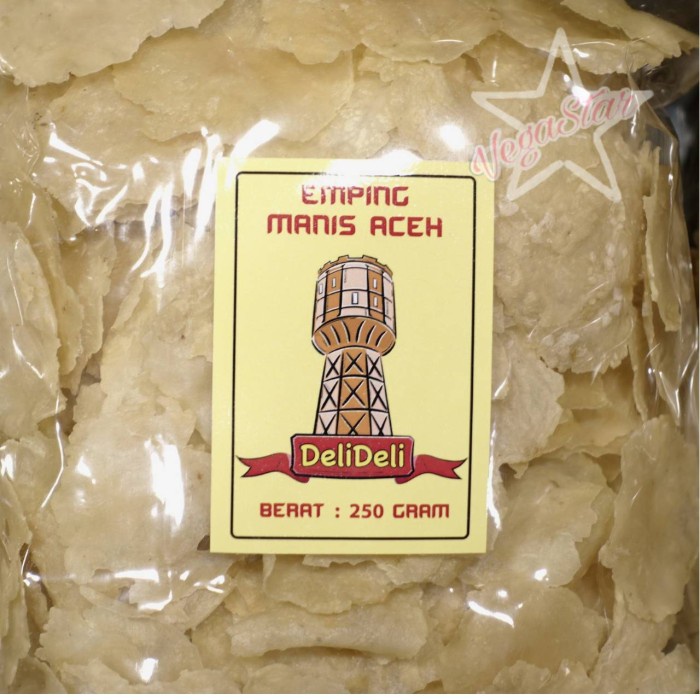 VegaStar
EMPING
MANIS ACEH
DeliDeli
BERAT : 250 GRAM